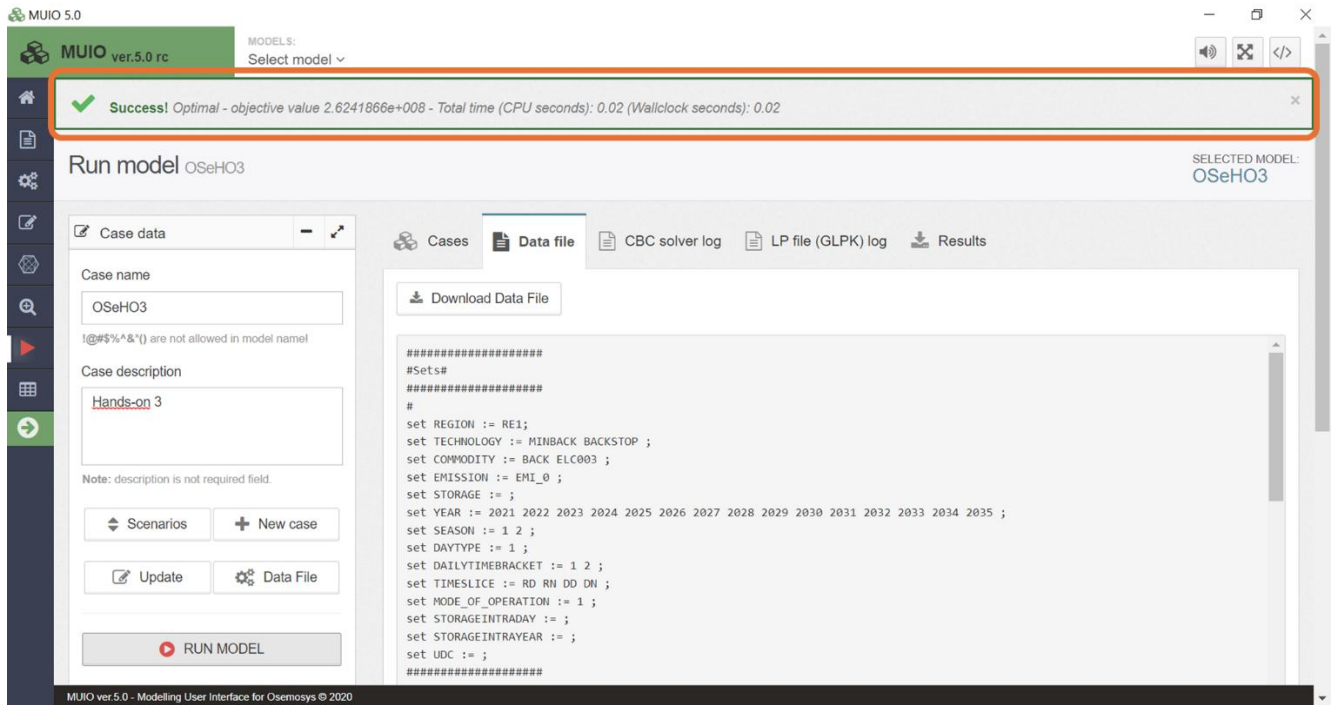 MUIO 5.0
MUIO ver.5.0 rc
MODELS:
Select model
Success! Optimal - objective value 2.6241866e+008 - Total time (CPU seconds): 0.02 (Wallclock seconds): 0.02
Run model OSeHO3
SELECTED MODEL:
OSeHO3
Case data
Case name
OSeHO3
!@#$%^&*() are not allowed in model name!
Case description
Hands-on 3
Note: description is not required field.
Scenarios
New case
Update
Data File
RUN MODEL
Cases
Data file
CBC solver log
LP file (GLPK) log
Results
Download Data File
####################
#Sets#
####################
#
set REGION := RE1;
set TECHNOLOGY := MINBACK BACKSTOP ;
set COMMODITY := BACK ELC003 ;
set EMISSION := EMI_0 ;
set STORAGE := ;
set YEAR := 2021 2022 2023 2024 2025 2026 2027 2028 2029 2030 2031 2032 2033 2034 2035 ;
set SEASON := 1 2 ;
set DAYTYPE := 1 ;
set DAILYTIMEBRACKET := 1 2 ;
set TIMESLICE := RD RN DD DN ;
set MODE_OF_OPERATION := 1 ;
set STORAGEINTRADAY := ;
set STORAGEINTRAYEAR := ;
set UDC := ;
####################
MUIO ver.5.0 - Modelling User Interface for Osemosys © 2020